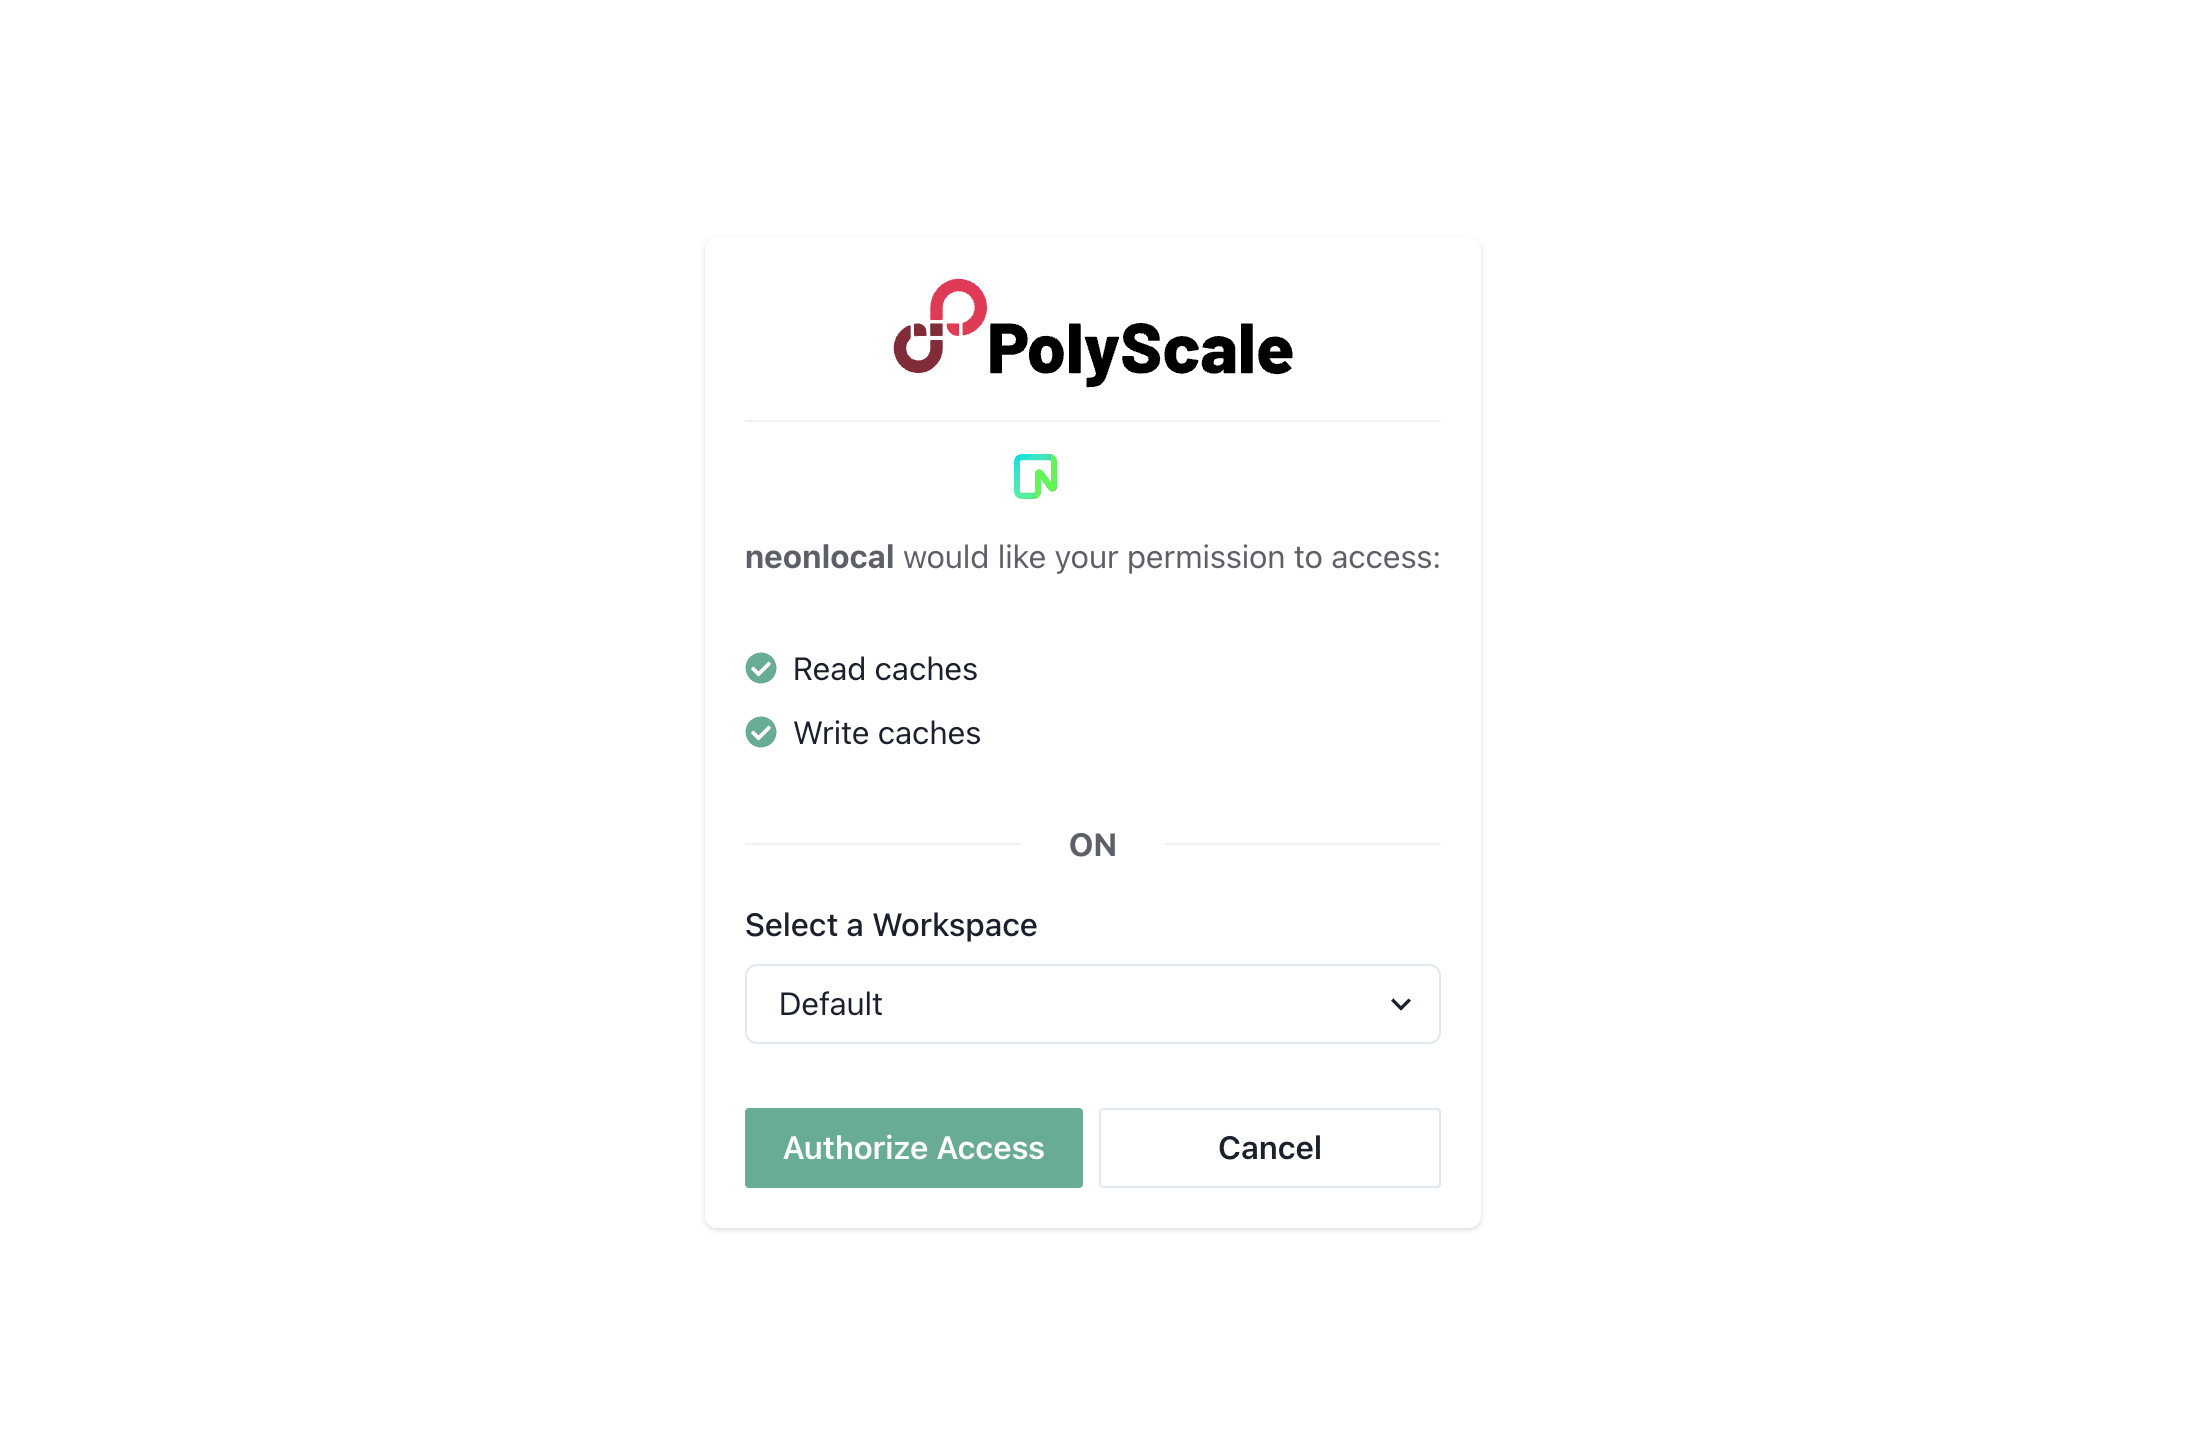 PolyScale
neonlocal would like your permission to access:
Read caches
Write caches
ON
Select a Workspace
Default
Authorize Access
Cancel